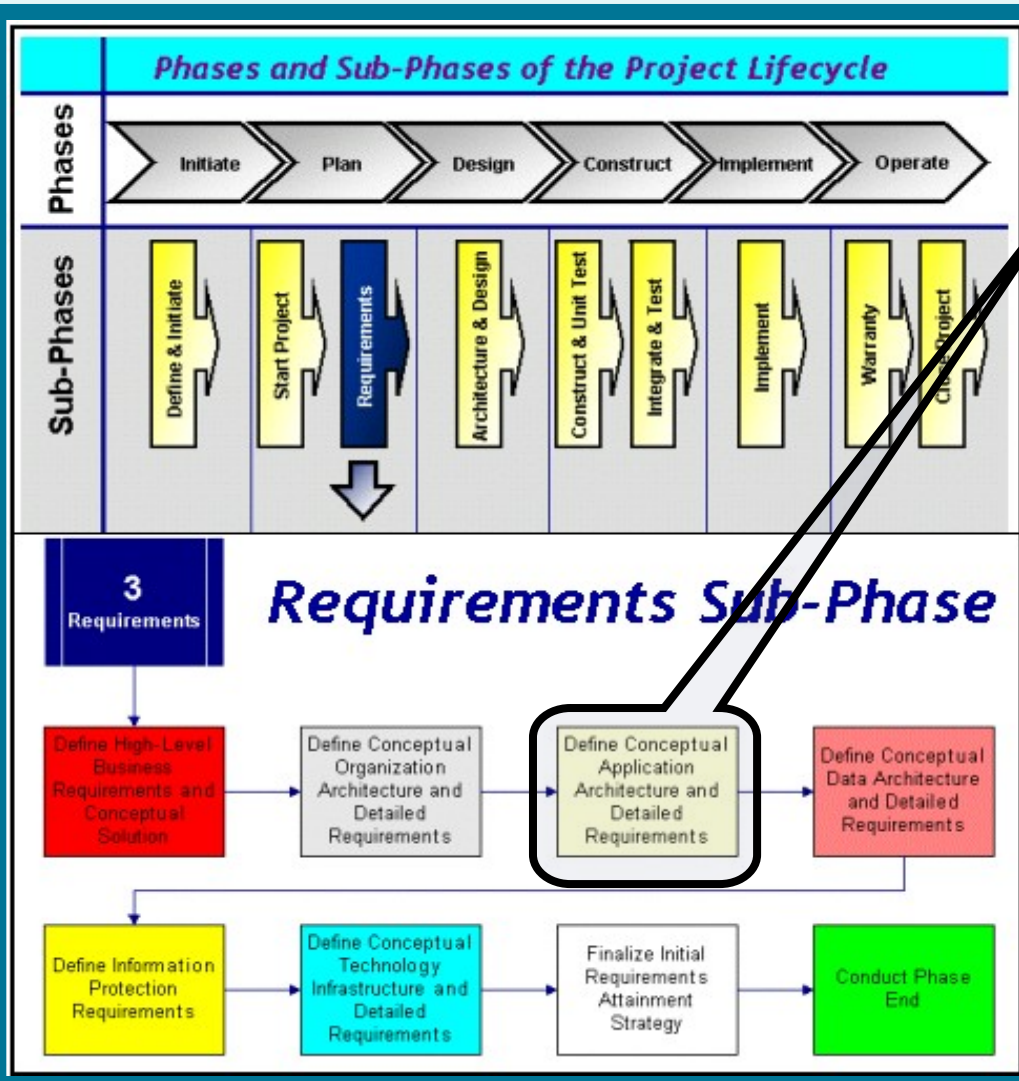 Phases and Sub-Phases of the Project Lifecycle
Phases
Initiate
Plan
Design
Construct
Implement
Operate
Sub-Phases
Define & Initiate
Start Project
Requirements
Architecture & Design
Construct & Unit Test
Integrate & Test
Implement
Warranty
Close Project
3
Requirements
Requirements Sub-Phase
Define High-Level
Business
Requirements and
Conceptual
Solution
Define Conceptual
Organization
Architecture and
Detailed
Requirements
Define Conceptual
Application
Architecture and
Detailed
Requirements
Define Conceptual
Data Architecture
and Detailed
Requirements
Define Information
Protection
Requirements
Define Conceptual
Technology
Infrastructure and
Detailed
Requirements
Finalize Initial
Requirements
Attainment
Strategy
Conduct Phase
End